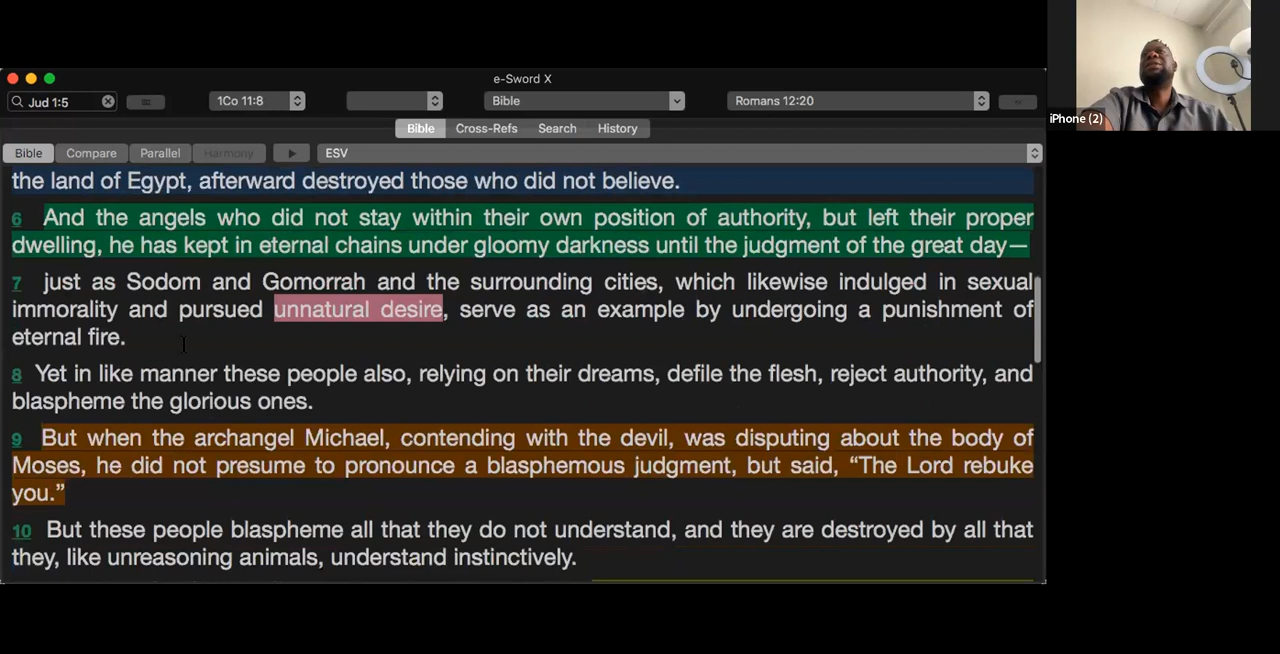 e-Sword X
Jud 1:5
1Co 11:8
Bible
Romans 12:20
Bible Cross-Refs Search History
Bible Compare Parallel Harmony ESV
the land of Egypt, afterward destroyed those who did not believe.
6 And the angels who did not stay within their own position of authority, but left their proper
dwelling, he has kept in eternal chains under gloomy darkness until the judgment of the great day—
7 just as Sodom and Gomorrah and the surrounding cities, which likewise indulged in sexual
immorality and pursued unnatural desire, serve as an example by undergoing a punishment of
eternal fire.
8 Yet in like manner these people also, relying on their dreams, defile the flesh, reject authority, and
blaspheme the glorious ones.
9 But when the archangel Michael, contending with the devil, was disputing about the body of
Moses, he did not presume to pronounce a blasphemous judgment, but said, “The Lord rebuke
you.”
10 But these people blaspheme all that they do not understand, and they are destroyed by all that
they, like unreasoning animals, understand instinctively.
iPhone (2)